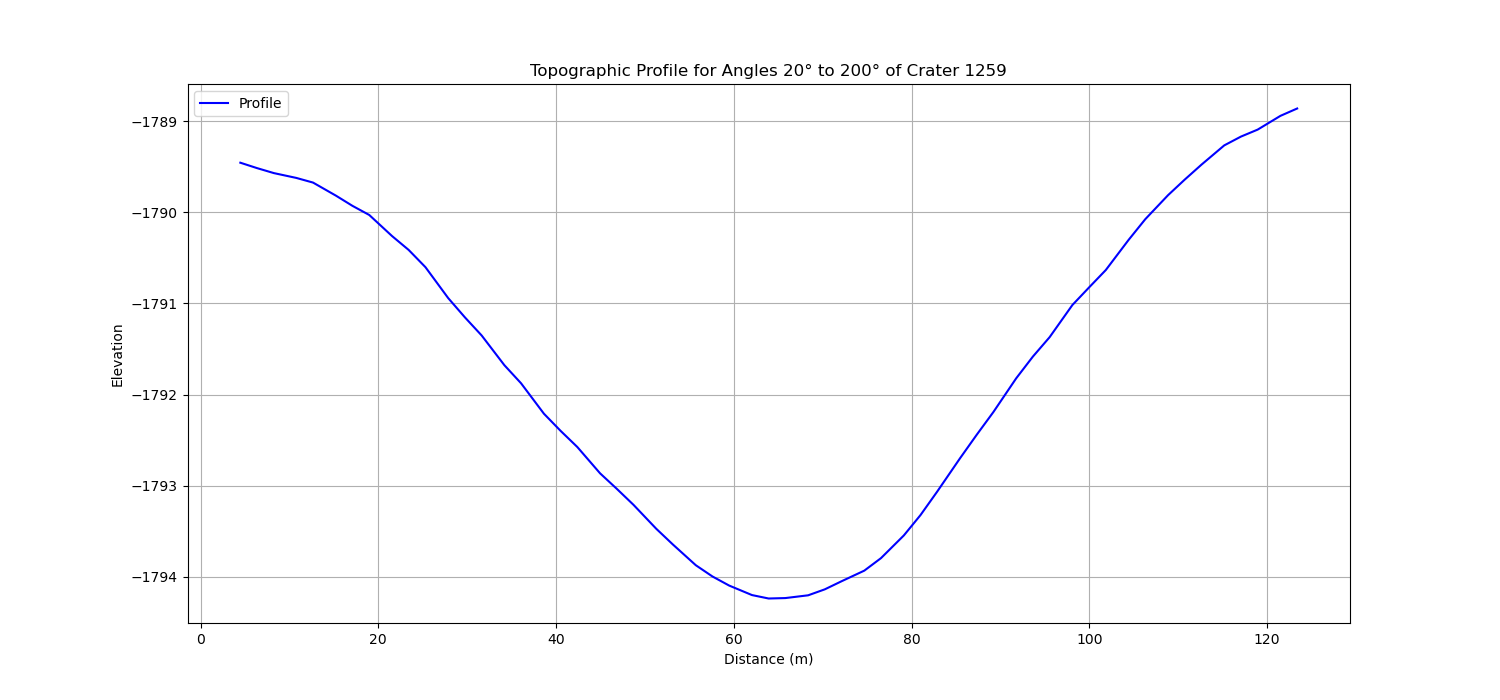 Topographic Profile for Angles 20° to 200° of Crater 1259
Profile
−1789
−1790
−1791
−1792
−1793
−1794
Elevation
0 20 40 60 80 100 120
Distance (m)